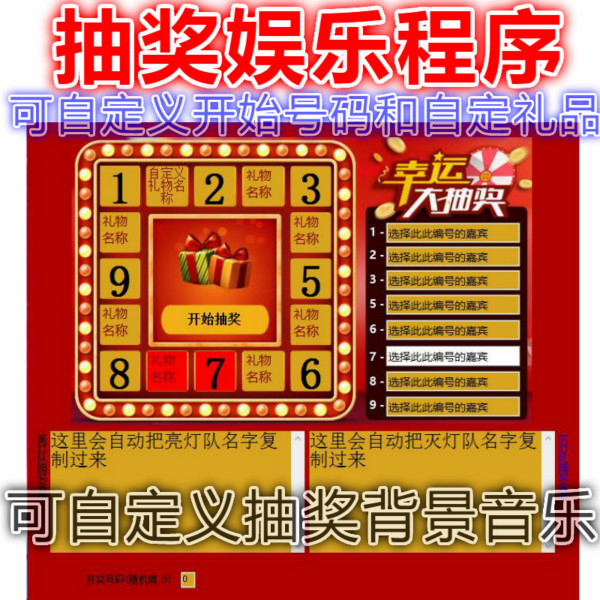 抽奖娱乐程序
可自定义开始号码和自定礼品
1 自定义礼物名称 2 礼物名称 3
礼物名称 礼物名称
9 5
礼物名称 礼物名称
8 礼物名称 7 礼物名称 6
开始抽奖
幸运
大抽奖
1 - 选择此此编号的嘉宾
2 - 选择此此编号的嘉宾
3 - 选择此此编号的嘉宾
5 - 选择此此编号的嘉宾
6 - 选择此此编号的嘉宾
7 - 选择此此编号的嘉宾
8 - 选择此此编号的嘉宾
9 - 选择此此编号的嘉宾
这里会自动把亮灯队名字复
制过来
这里会自动把灭灯队名字复
制过来
可自定义抽奖背景音乐
0